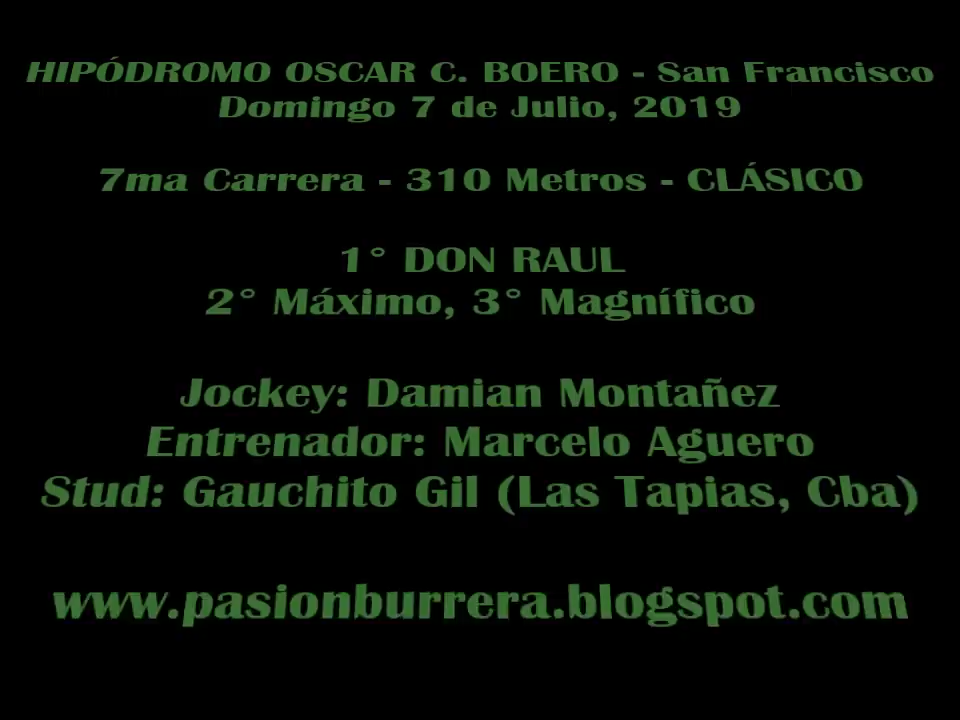 HIPÓDROMO OSCAR C. BOERO - San Francisco
Domingo 7 de Julio, 2019
7ma Carrera - 310 Metros - CLÁSICO
1° DON RAUL
2° Máximo, 3° Magnífico
Jockey: Damian Montañez
Entrenador: Marcelo Aguero
Stud: Gauchito Gil (Las Tapias, Cba)
www.pasionburrera.blogspot.com